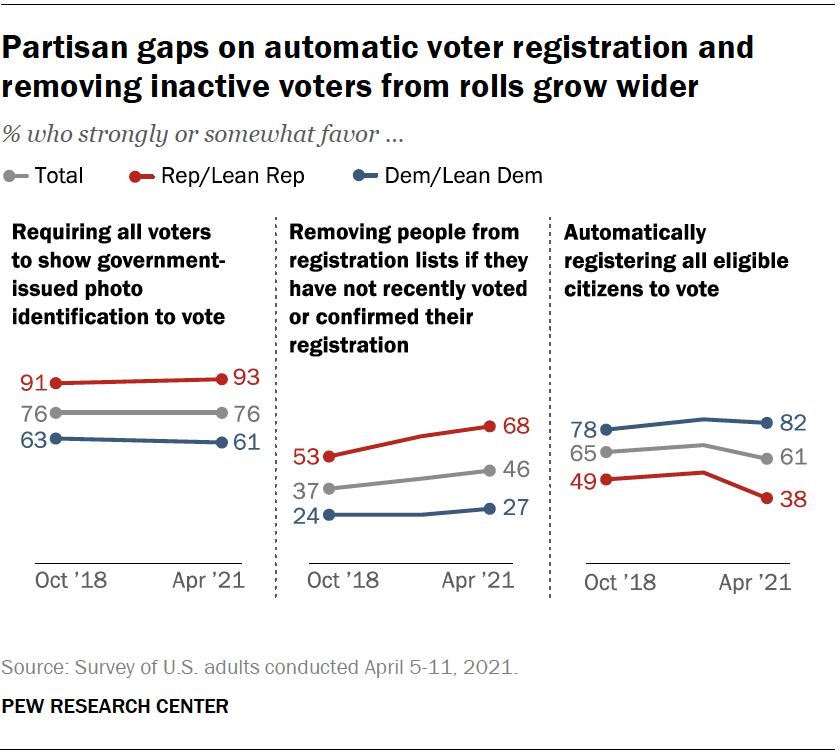 Partisan gaps on automatic voter registration and
removing inactive voters from rolls grow wider
% who strongly or somewhat favor ...
Total
Rep/Lean Rep
Dem/Lean Dem
Requiring all voters
to show government-
issued photo
identification to vote
91
93
76
76
63
61
Oct ’18
Apr ’21
Removing people from
registration lists if they
have not recently voted
or confirmed their
registration
53
68
37
46
24
27
Oct ’18
Apr ’21
Automatically
registering all eligible
citizens to vote
78
82
65
61
49
38
Oct ’18
Apr ’21
Source: Survey of U.S. adults conducted April 5-11, 2021.
PEW RESEARCH CENTER